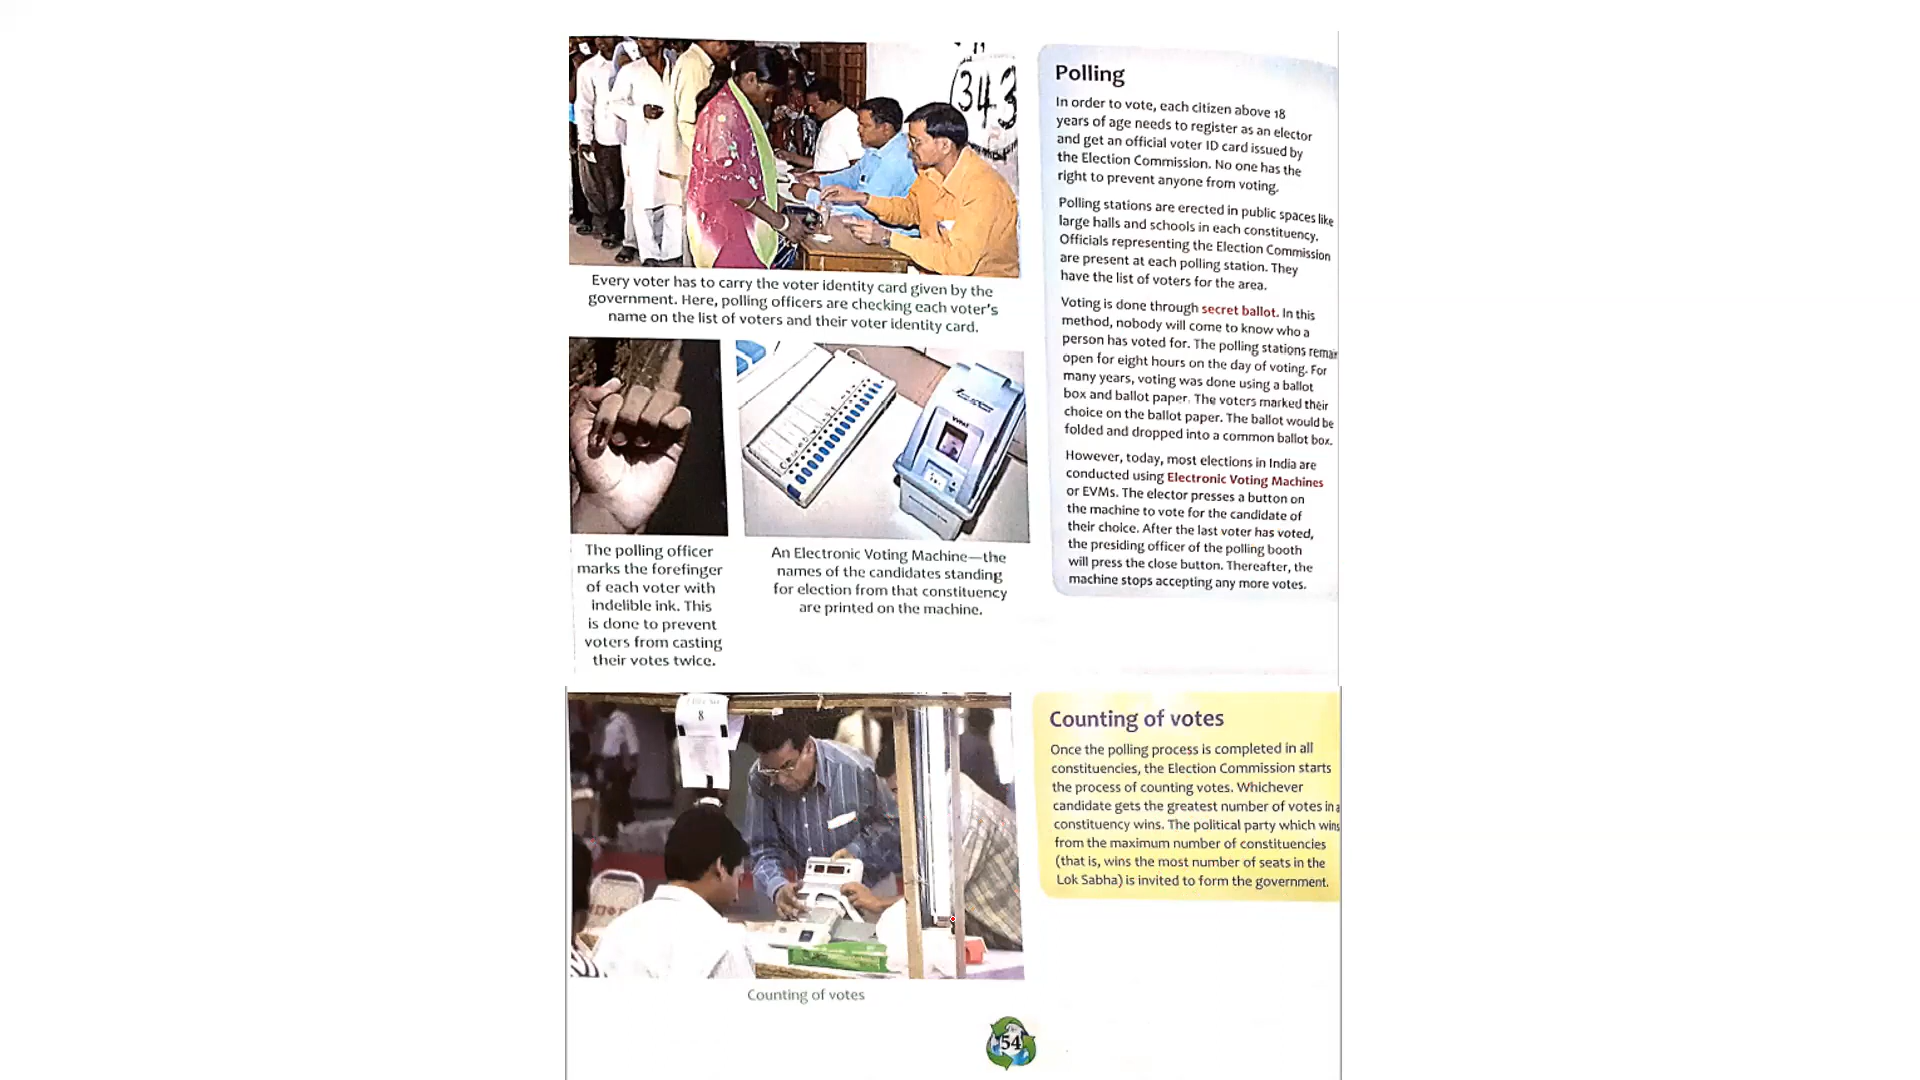 343
Every voter has to carry the voter identity card given by the
government. Here, polling officers are checking each voter's
name on the list of voters and their voter identity card.
The polling officer
marks the forefinger
of each voter with
indelible ink. This
is done to prevent
voters from casting
their votes twice.
An Electronic Voting Machine—the
names of the candidates standing
for election from that constituency
are printed on the machine.
Polling
In order to vote, each citizen above 18
years of age needs to register as an elector
and get an official voter ID card issued by
the Election Commission. No one has the
right to prevent anyone from voting.
Polling stations are erected in public spaces like
large halls and schools in each constituency.
Officials representing the Election Commission
are present at each polling station. They
have the list of voters for the area.
Voting is done through secret ballot. In this
method, nobody will come to know who a
person has voted for. The polling stations remai
open for eight hours on the day of voting. For
many years, voting was done using a ballot
box and ballot paper. The voters marked their
choice on the ballot paper. The ballot would be
folded and dropped into a common ballot box.
However, today, most elections in India are
conducted using Electronic Voting Machines
or EVMs. The elector presses a button on
the machine to vote for the candidate of
their choice. After the last voter has voted,
the presiding officer of the polling booth
will press the close button. Thereafter, the
machine stops accepting any more votes.
8
Counting of votes
Counting of votes
Once the polling process is completed in all
constituencies, the Election Commission starts
the process of counting votes. Whichever
candidate gets the greatest number of votes in a
constituency wins. The political party which wins
from the maximum number of constituencies
(that is, wins the most number of seats in the
Lok Sabha) is invited to form the government.
54